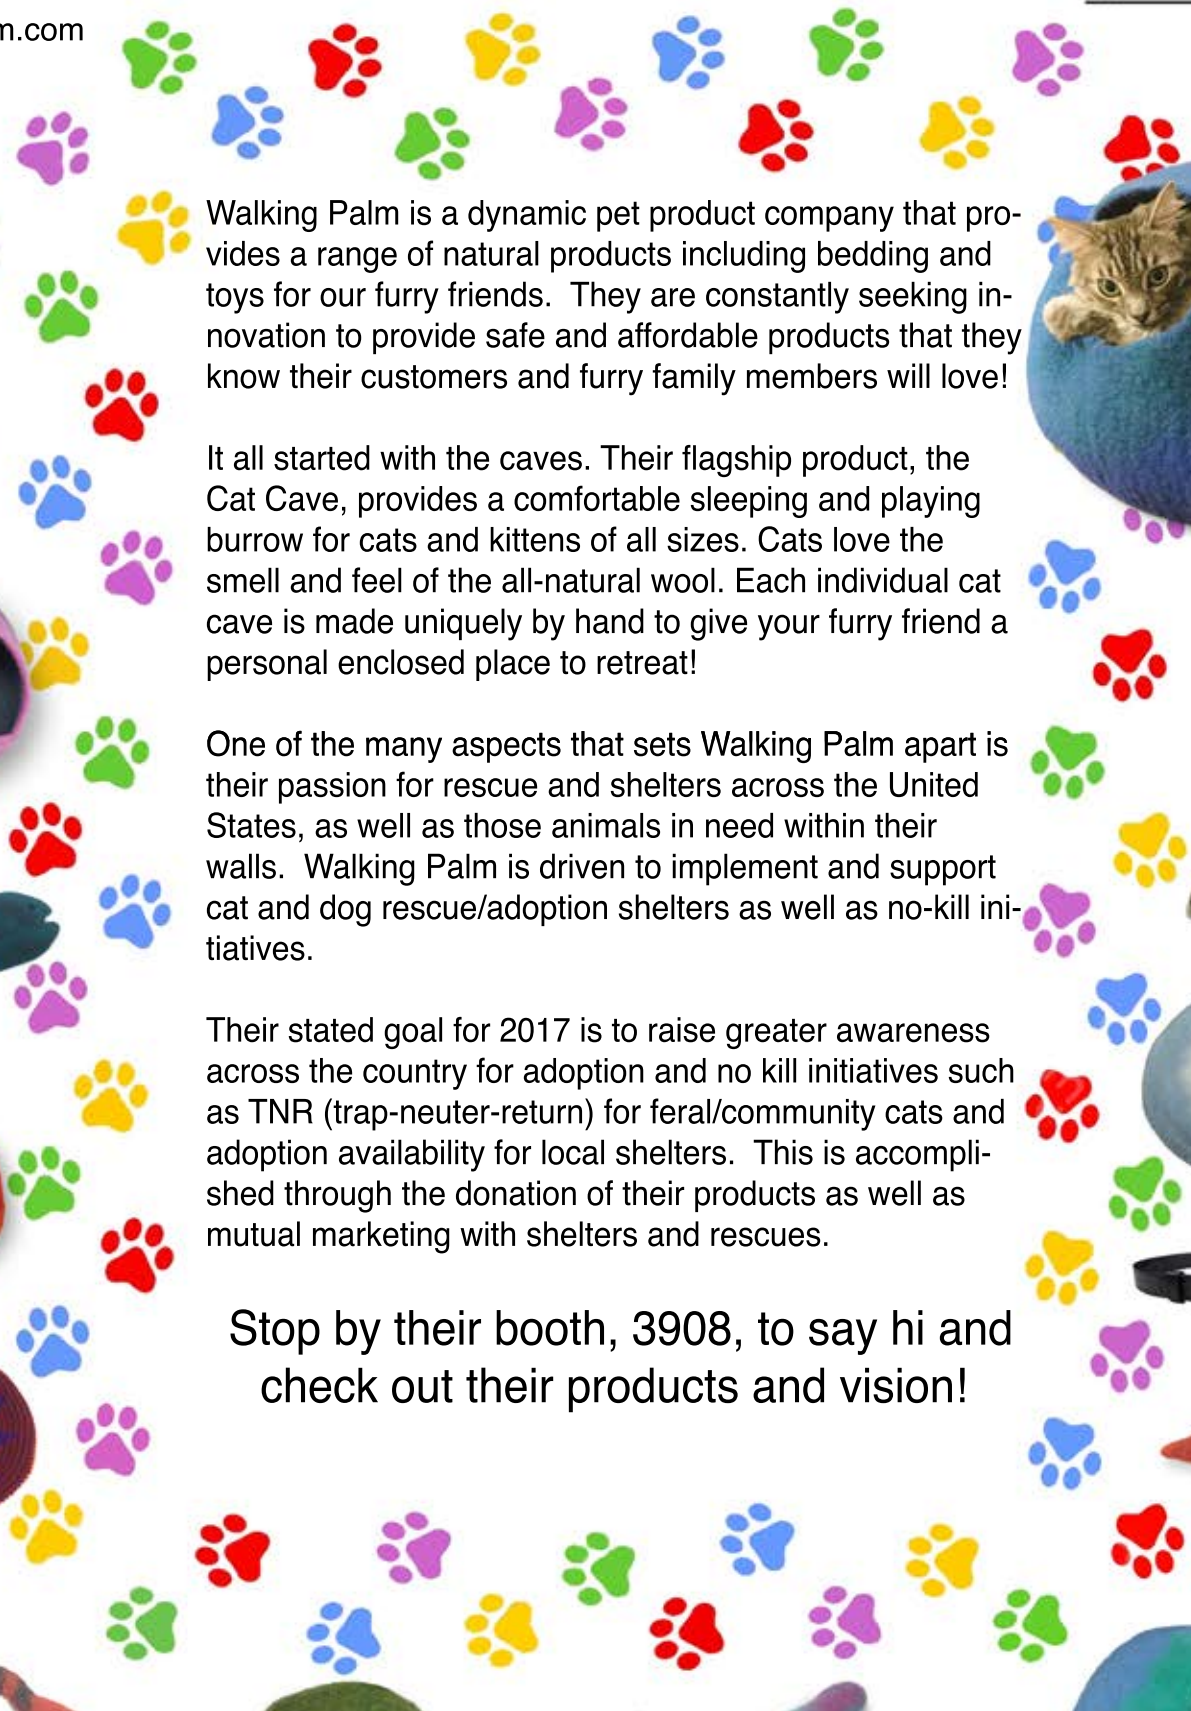 m.com
Walking Palm is a dynamic pet product company that pro-
vides a range of natural products including bedding and
toys for our furry friends.  They are constantly seeking in-
novation to provide safe and affordable products that they
know their customers and furry family members will love!
It all started with the caves. Their flagship product, the
Cat Cave, provides a comfortable sleeping and playing
burrow for cats and kittens of all sizes. Cats love the
smell and feel of the all-natural wool. Each individual cat
cave is made uniquely by hand to give your furry friend a
personal enclosed place to retreat!
One of the many aspects that sets Walking Palm apart is
their passion for rescue and shelters across the United
States, as well as those animals in need within their
walls.  Walking Palm is driven to implement and support
cat and dog rescue/adoption shelters as well as no-kill ini-
tiatives.
Their stated goal for 2017 is to raise greater awareness
across the country for adoption and no kill initiatives such
as TNR (trap-neuter-return) for feral/community cats and
adoption availability for local shelters.  This is accompli-
shed through the donation of their products as well as
mutual marketing with shelters and rescues.
Stop by their booth, 3908, to say hi and
check out their products and vision!